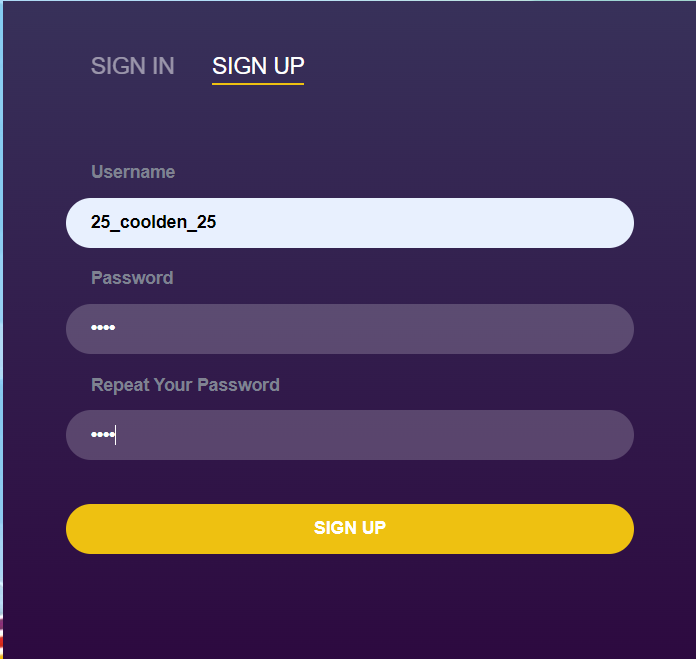 SIGN IN SIGN UP
Username
25_coolden_25
Password
••••
Repeat Your Password
••••
SIGN UP